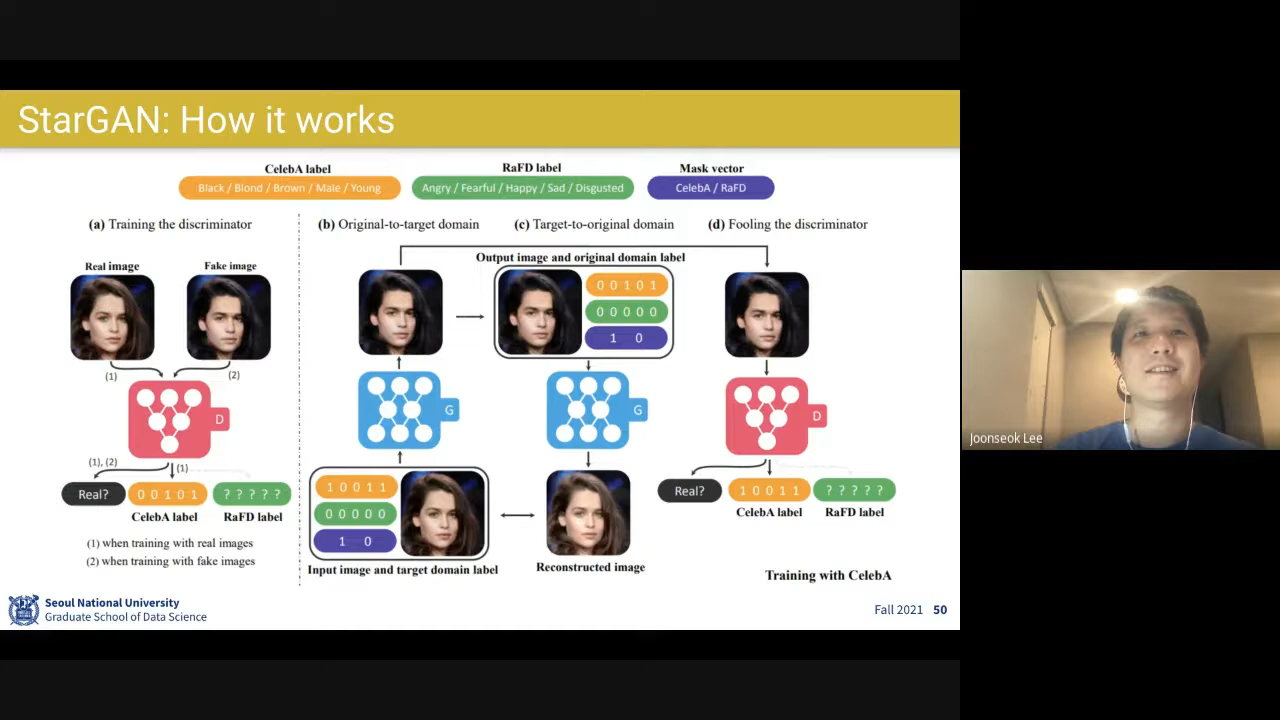 StarGAN: How it works
CelebA label
RaFD label
Mask vector
Black / Blond / Brown / Male / Young
Angry / Fearful / Happy / Sad / Disgusted
CelebA / RaFD
(a) Training the discriminator
(b) Original-to-target domain
(c) Target-to-original domain
(d) Fooling the discriminator
Real image
Fake image
(1)
(2)
D
(1), (2)
(1)
Real?
0 0 1 0 1
? ? ? ? ?
CelebA label
RaFD label
(1) when training with real images
(2) when training with fake images
G
1 0 0 1 1
0 0 0 0 0
1 0
Input image and target domain label
Output image and original domain label
0 0 1 0 1
0 0 0 0 0
1 0
G
Reconstructed image
D
Real?
1 0 0 1 1
? ? ? ? ?
CelebA label
RaFD label
Training with CelebA
Seoul National University
Graduate School of Data Science
Fall 2021 50
Joonseok Lee